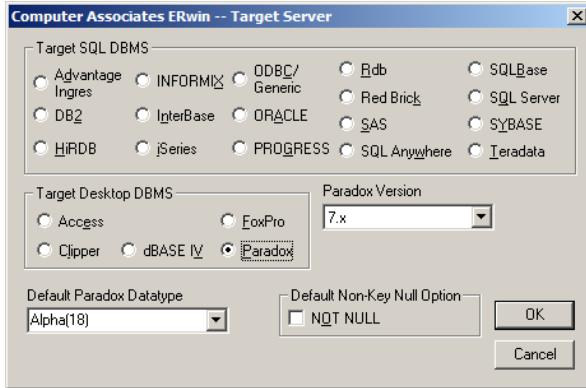 Computer Associates ERwin -- Target Server
Target SQL DBMS
Advantage Ingres
INFORMIX
ODBC/ Generic
Rdb
SQLBase
Red Brick
SQL Server
DB2
InterBase
ORACLE
SAS
SYBASE
HiRDB
iSeries
PROGRESS
SQL Anywhere
Teradata
Target Desktop DBMS
Paradox Version
Access
FoxPro
7.x
Clipper
dBASE IV
Paradox
Default Paradox Datatype
Default Non-Key Null Option
Alpha(18)
NOT NULL
OK
Cancel